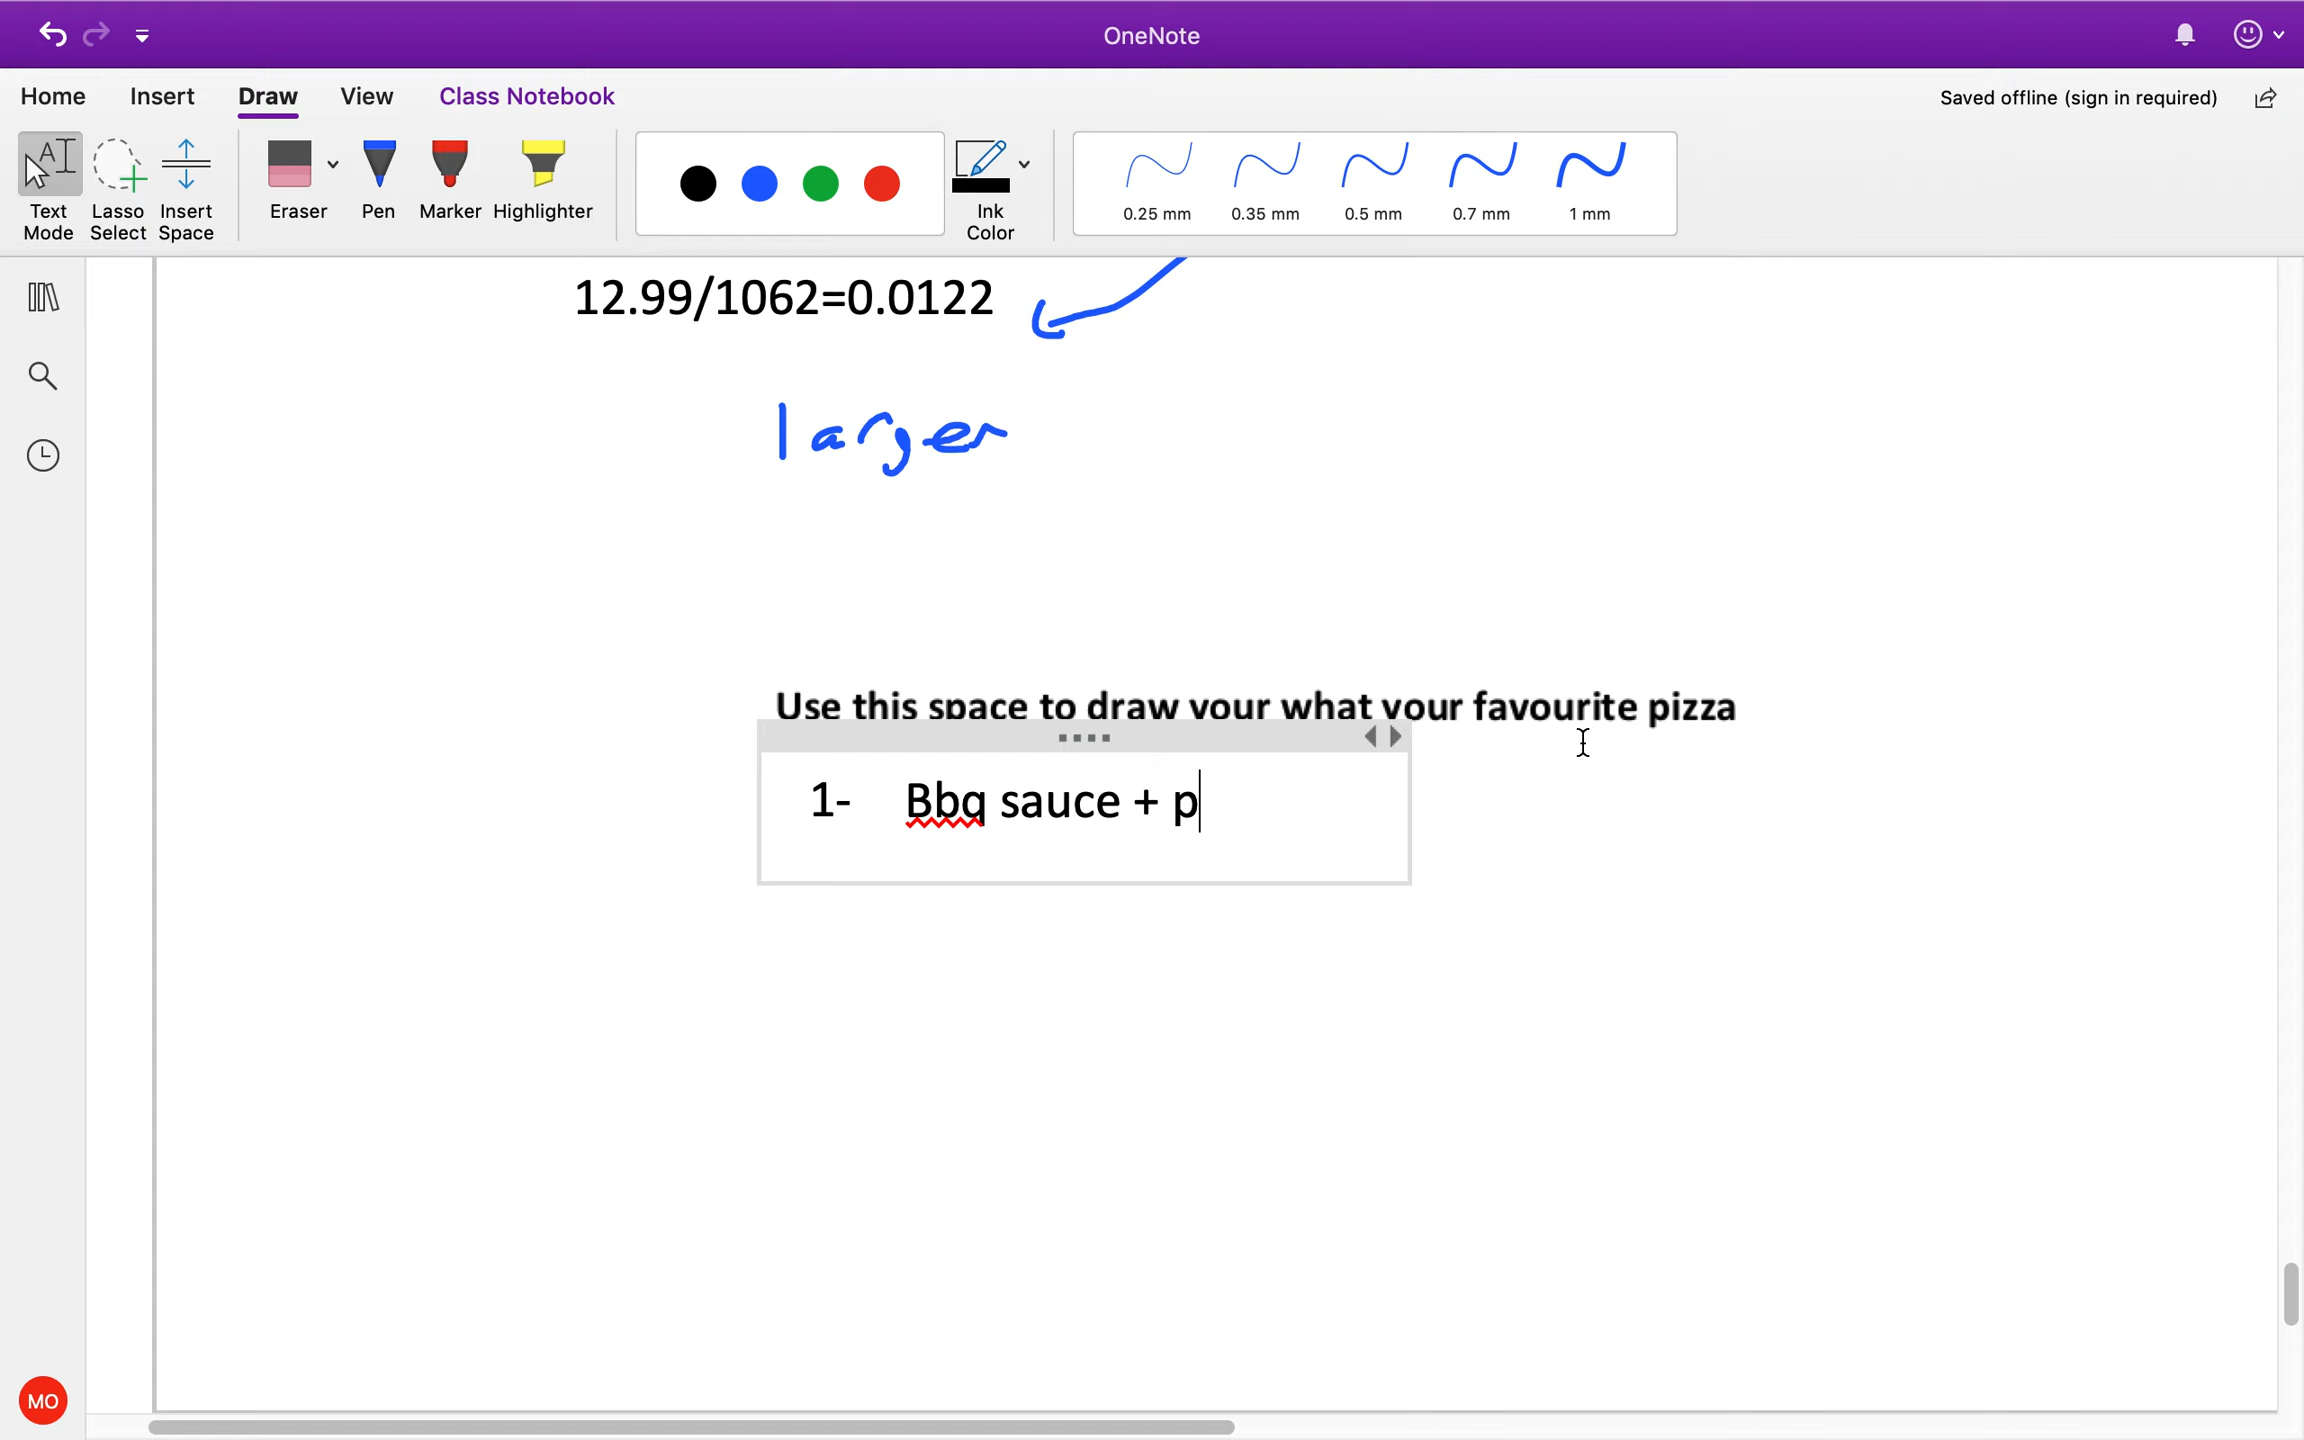 OneNote
Home Insert Draw View Class Notebook
Saved offline (sign in required)
Text Mode
Lasso Select
Insert Space
Eraser
Pen
Marker
Highlighter
Ink Color
0.25 mm
0.35 mm
0.5 mm
0.7 mm
1 mm
12.99/1062=0.0122
larger
Use this space to draw your what your favourite pizza
1- Bbq sauce + p
MO